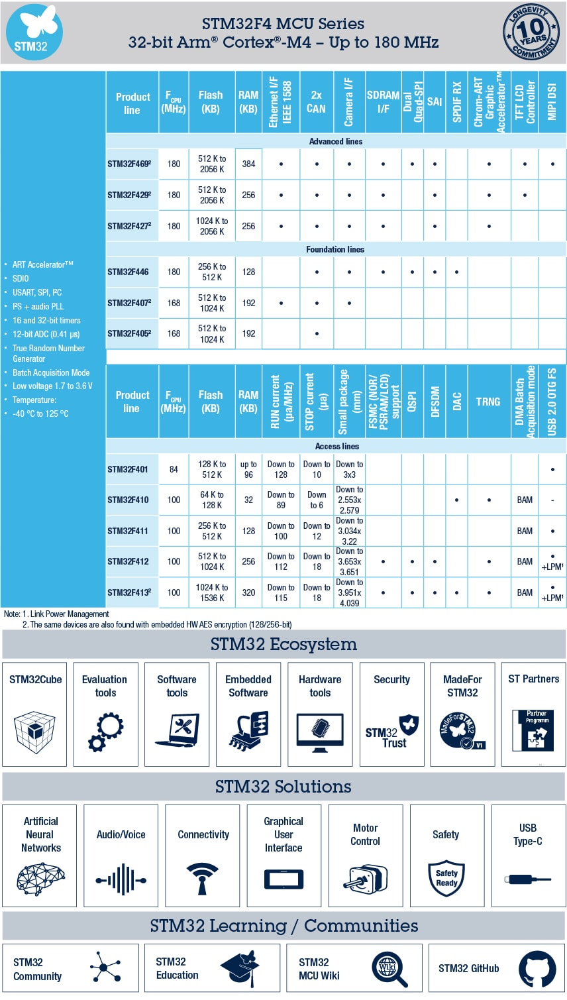 STM32
STM32F4 MCU Series
32-bit Arm® Cortex®-M4 – Up to 180 MHz
LONGEVITY
10
YEARS
COMMITMENT
• ART Accelerator™
• SDIO
• USART, SPI, I²C
• I²S + audio PLL
• 16 and 32-bit timers
• 12-bit ADC (0.41 µs)
• True Random Number
Generator
• Batch Acquisition Mode
• Low voltage 1.7 to 3.6 V
• Temperature:
• -40 °C to 125 °C
Product line FCPU (MHz) Flash (KB) RAM (KB) Ethernet I/F IEEE 1588 2x CAN Camera I/F SDRAM I/F Dual Quad-SPI SAI SPDIF RX Chrom-ART Graphic Accelerator™ TFT LCD Controller MIPI DSI
Advanced lines
STM32F469² 180 512 K to 2056 K 384 • • • • • • • • •
STM32F429² 180 512 K to 2056 K 256 • • • • • • •
STM32F427² 180 1024 K to 2056 K 256 • • • • • •
Foundation lines
STM32F446 180 256 K to 512 K 128 • • • • • •
STM32F407² 168 512 K to 1024 K 192 • • •
STM32F405² 168 512 K to 1024 K 192 •
Product line FCPU (MHz) Flash (KB) RAM (KB) RUN current (µa/MHz) STOP current (µa) Small package (mm) FSMC (NOR/ PSRAM/LCD) support QSPI DFSDM DAC TRNG DMA Batch Acquisition mode USB 2.0 OTG FS
Access lines
STM32F401 84 128 K to 512 K up to 96 Down to 128 Down to 10 Down to 3x3 •
STM32F410 100 64 K to 128 K 32 Down to 89 Down to 6 Down to 2.553x 2.579 • • BAM -
STM32F411 100 256 K to 512 K 128 Down to 100 Down to 12 Down to 3.034x 3.22 BAM •
STM32F412 100 512 K to 1024 K 256 Down to 112 Down to 18 Down to 3.653x 3.651 • • • • BAM • +LPM¹
STM32F413² 100 1024 K to 1536 K 320 Down to 115 Down to 18 Down to 3.951x 4.039 • • • • • BAM • +LPM¹
Note: 1. Link Power Management
2. The same devices are also found with embedded HW AES encryption (128/256-bit)
STM32 Ecosystem
STM32Cube
Evaluation
tools
Software
tools
Embedded
Software
Hardware
tools
Security
STM32
Trust
MadeFor
STM32
MadeForSTM32
V1
ST Partners
Partner
Programm
STM32 Solutions
Artificial
Neural
Networks
Audio/Voice
Connectivity
Graphical
User
Interface
Motor
Control
Safety
Safety
Ready
USB
Type-C
STM32 Learning / Communities
STM32
Community
STM32
Education
STM32
MCU Wiki
Wiki
STM32 GitHub